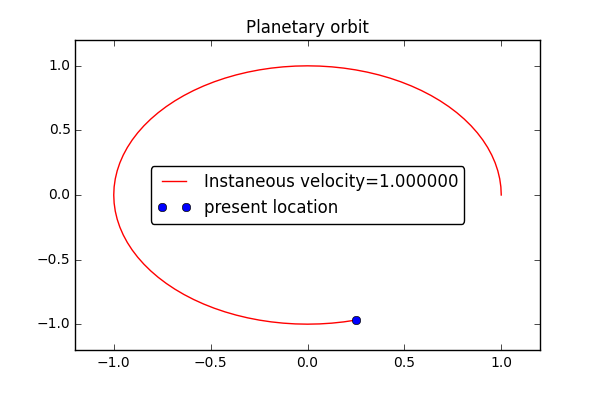 Planetary orbit
1.0
0.5
0.0
−0.5
−1.0
Instaneous velocity=1.000000
present location
−1.0 −0.5 0.0 0.5 1.0